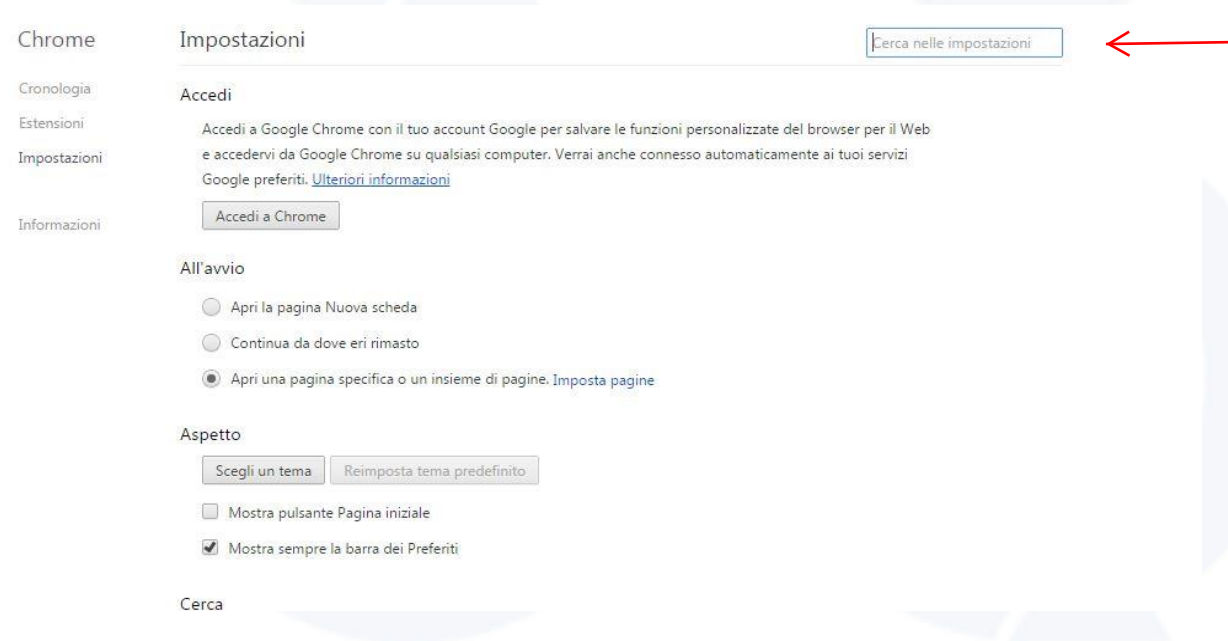 Chrome
Impostazioni
Cerca nelle impostazioni
Cronologia
Estensioni
Impostazioni
Informazioni
Accedi
Accedi a Google Chrome con il tuo account Google per salvare le funzioni personalizzate del browser per il Web
e accedervi da Google Chrome su qualsiasi computer. Verrai anche connesso automaticamente ai tuoi servizi
Google preferiti. Ulteriori informazioni
Accedi a Chrome
All'avvio
Apri la pagina Nuova scheda
Continua da dove eri rimasto
Apri una pagina specifica o un insieme di pagine. Imposta pagine
Aspetto
Scegli un tema
Reimposta tema predefinito
Mostra pulsante Pagina iniziale
Mostra sempre la barra dei Preferiti
Cerca